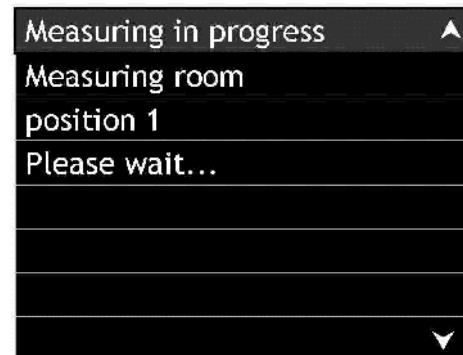 Measuring in progress
Measuring room
position 1
Please wait...